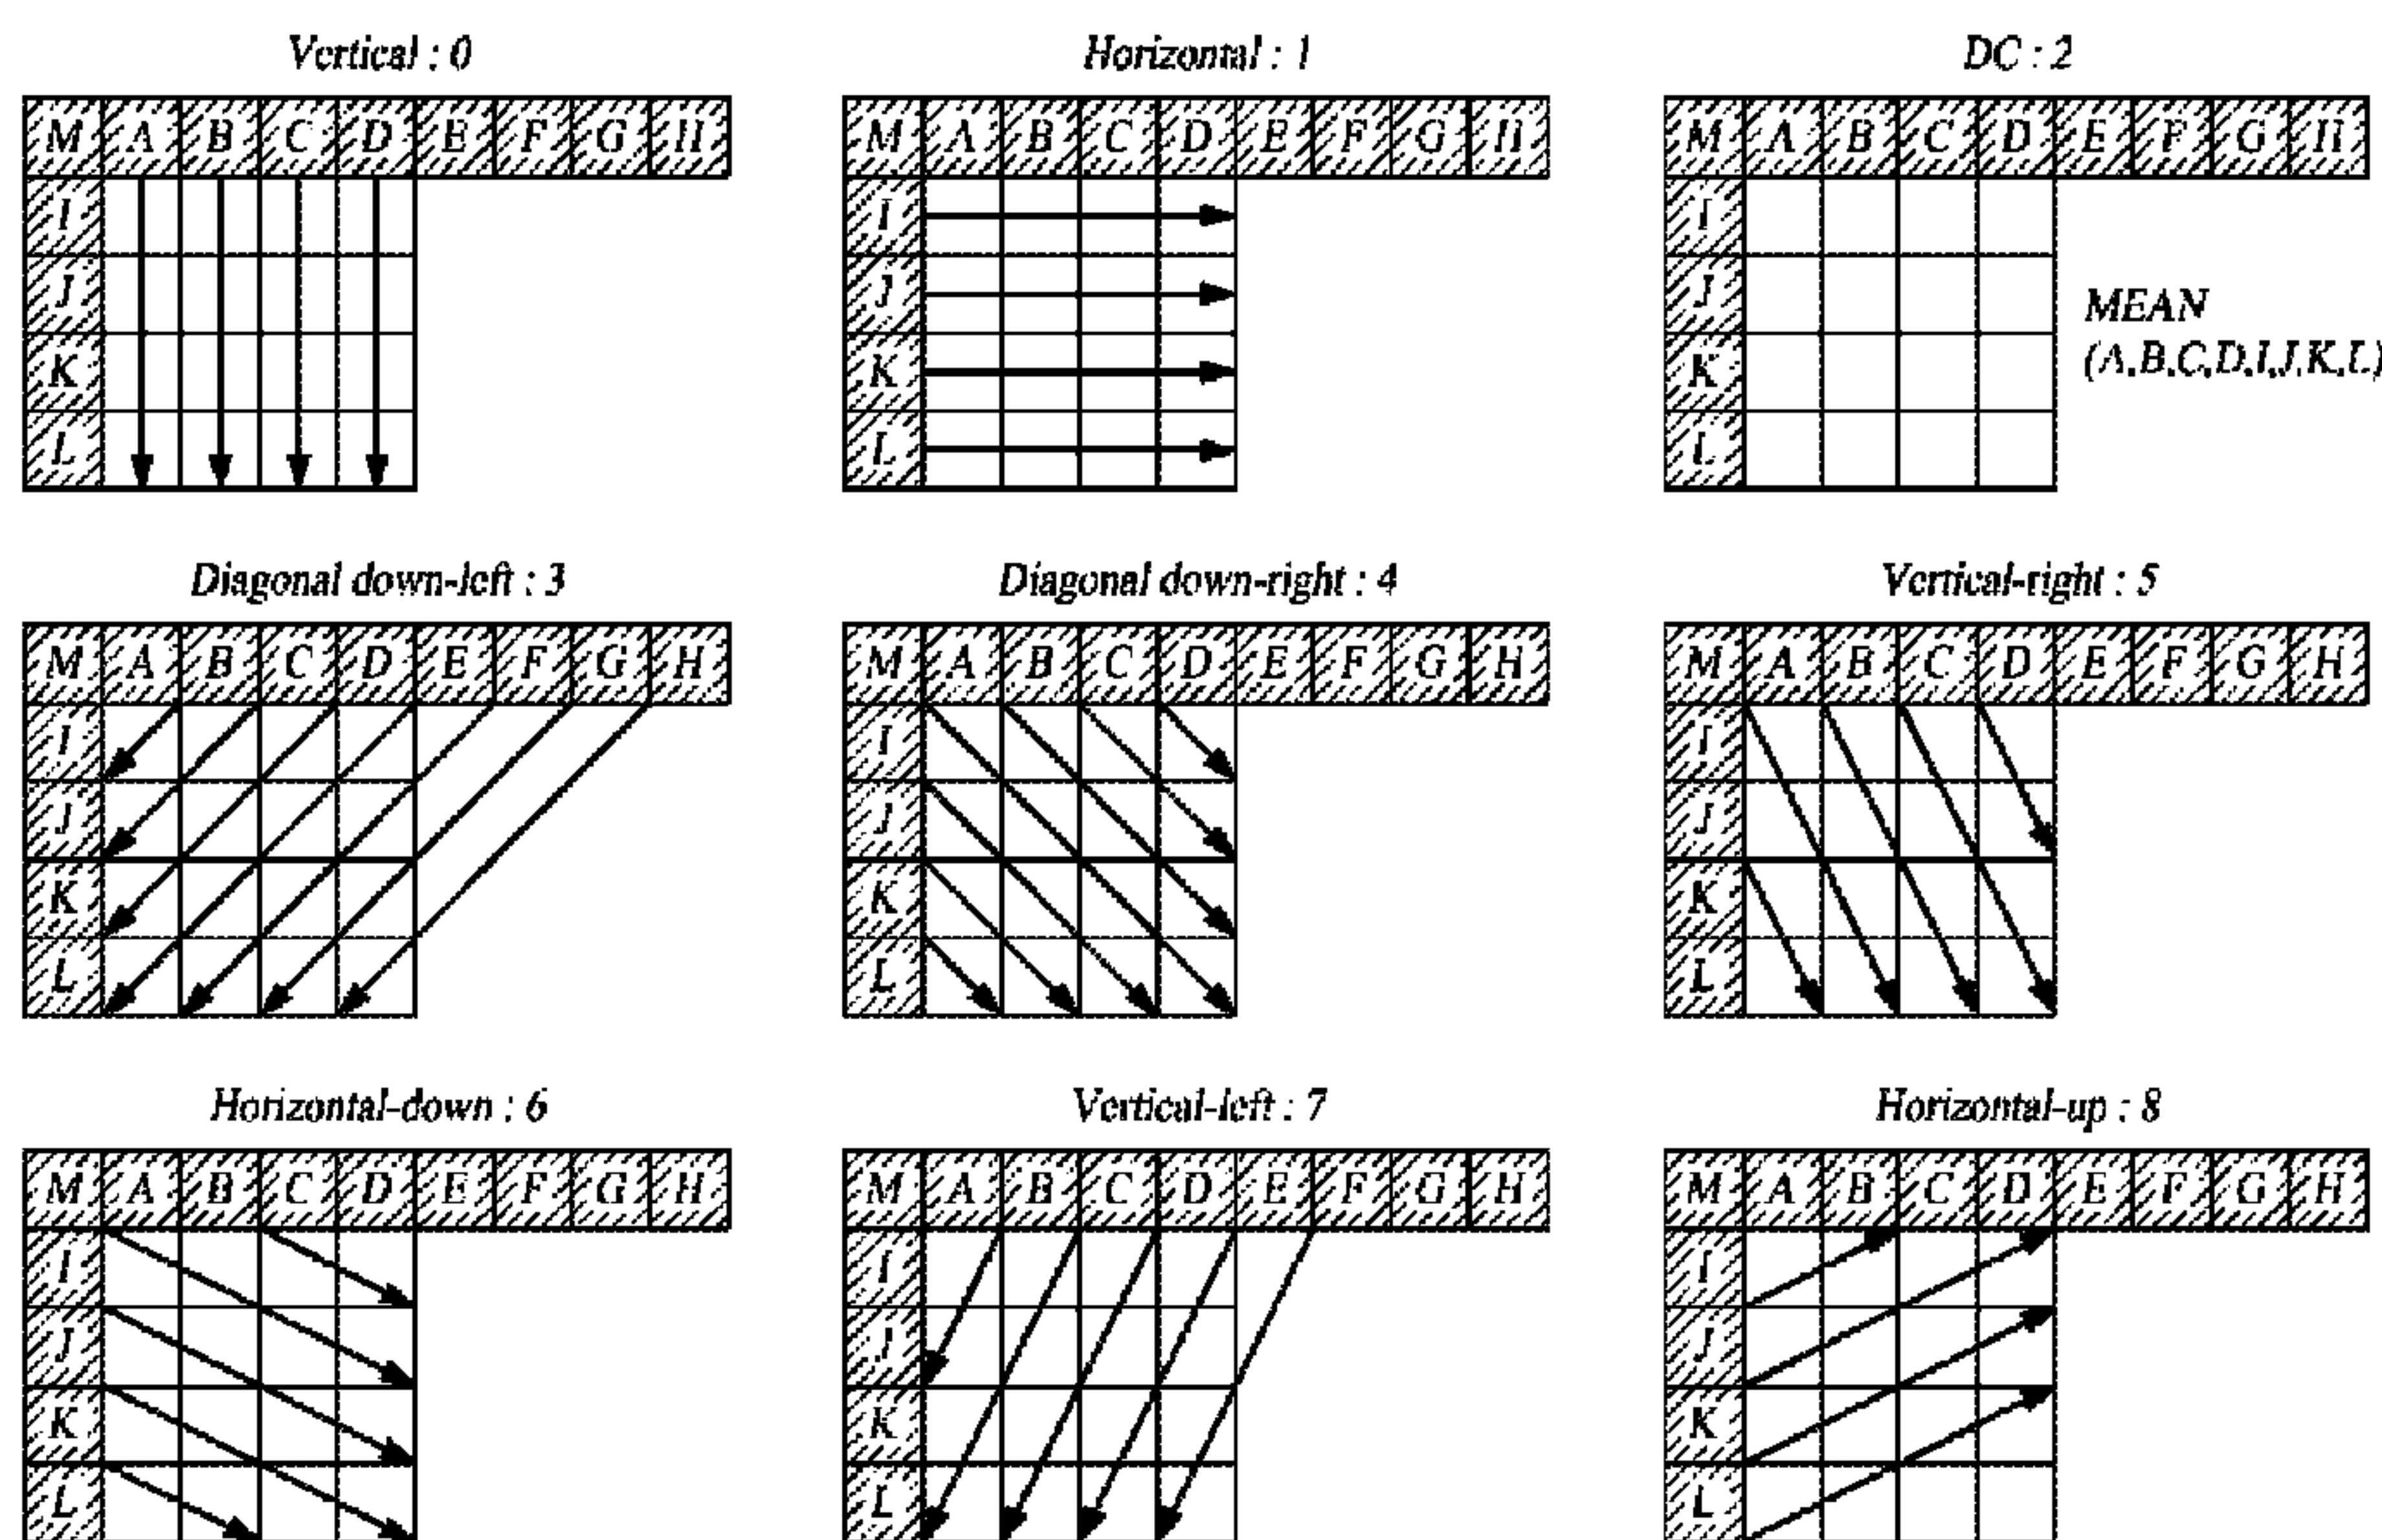 Vertical : 0
Horizontal : 1
DC : 2
M A B C D E F G H
M A B C D E F G H
M A B C D E F G H
I
I
I
J
J
J
MEAN
(A,B,C,D,I,J,K,L)
K
K
K
L
L
L
Diagonal down-left : 3
Diagonal down-right : 4
Vertical-right : 5
M A B C D E F G H
M A B C D E F G H
M A B C D E F G H
I
I
I
J
J
J
K
K
K
L
L
L
Horizontal-down : 6
Vertical-left : 7
Horizontal-up : 8
M A B C D E F G H
M A B C D E F G H
M A B C D E F G H
I
I
I
J
J
J
K
K
K
L
L
L